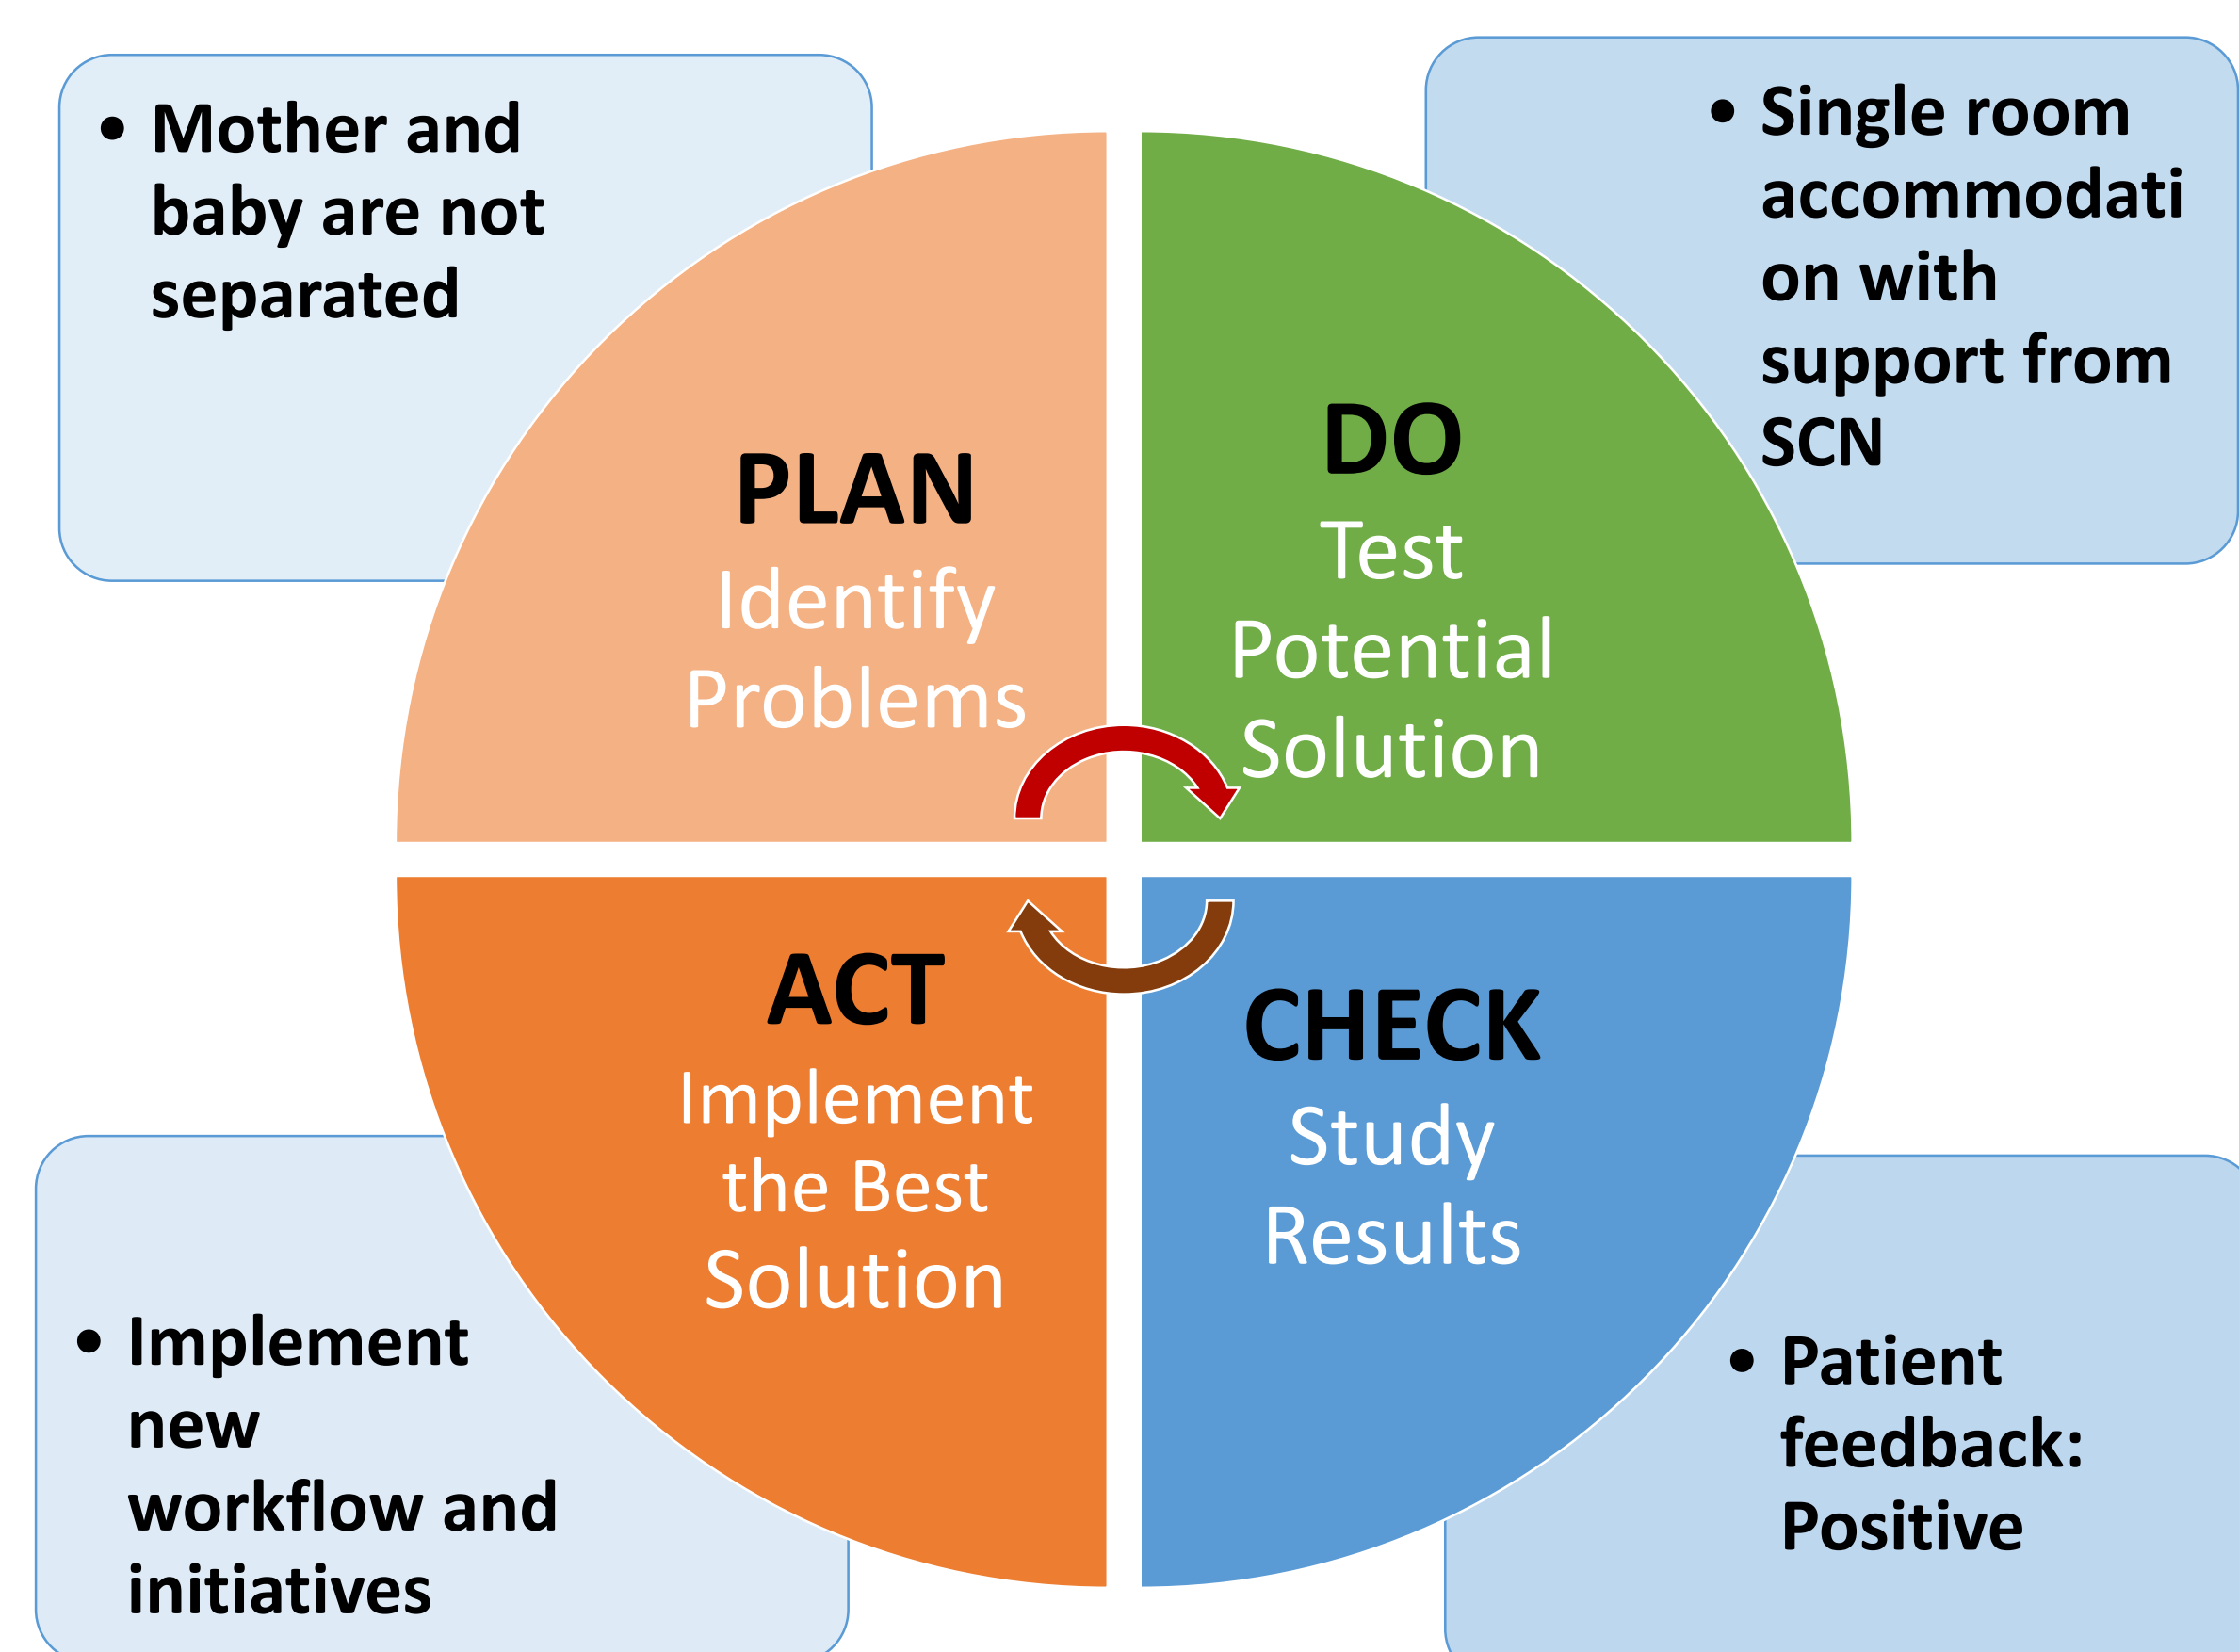 • Mother and
baby are not
separated
• Single room
accommodati
on with
support from
SCN
PLAN
Identify
Problems
DO
Test
Potential
Solution
ACT
Implement
the Best
Solution
CHECK
Study
Results
• Implement
new
workflow and
initiatives
• Patient
feedback:
Positive